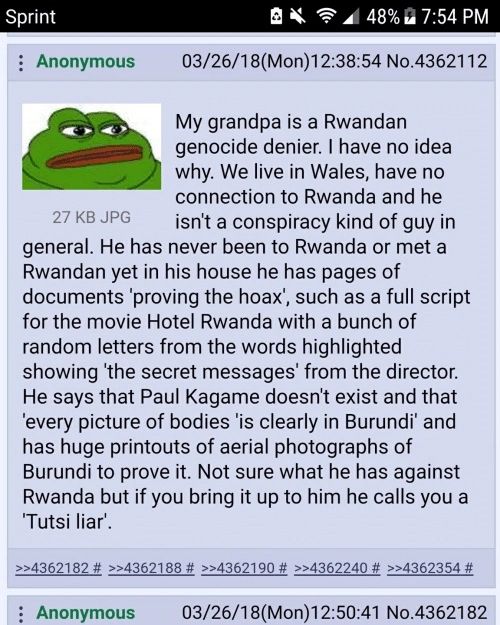 Sprint 48% 7:54 PM
Anonymous 03/26/18(Mon)12:38:54 No.4362112
My grandpa is a Rwandan
genocide denier. I have no idea
why. We live in Wales, have no
connection to Rwanda and he
27 KB JPG isn't a conspiracy kind of guy in
general. He has never been to Rwanda or met a
Rwandan yet in his house he has pages of
documents 'proving the hoax', such as a full script
for the movie Hotel Rwanda with a bunch of
random letters from the words highlighted
showing 'the secret messages' from the director.
He says that Paul Kagame doesn't exist and that
'every picture of bodies 'is clearly in Burundi' and
has huge printouts of aerial photographs of
Burundi to prove it. Not sure what he has against
Rwanda but if you bring it up to him he calls you a
'Tutsi liar'.
>>4362182 # >>4362188 # >>4362190 # >>4362240 # >>4362354 #
Anonymous 03/26/18(Mon)12:50:41 No.4362182